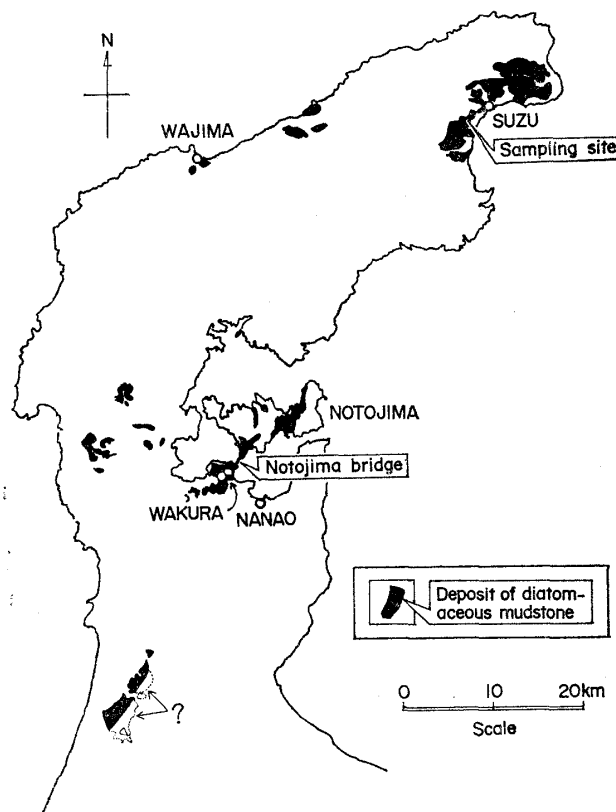 N
WAJIMA
SUZU
Sampling site
NOTOJIMA
Notojima bridge
WAKURA
NANAO
Deposit of diatom-
aceous mudstone
?
0 10 20km
Scale